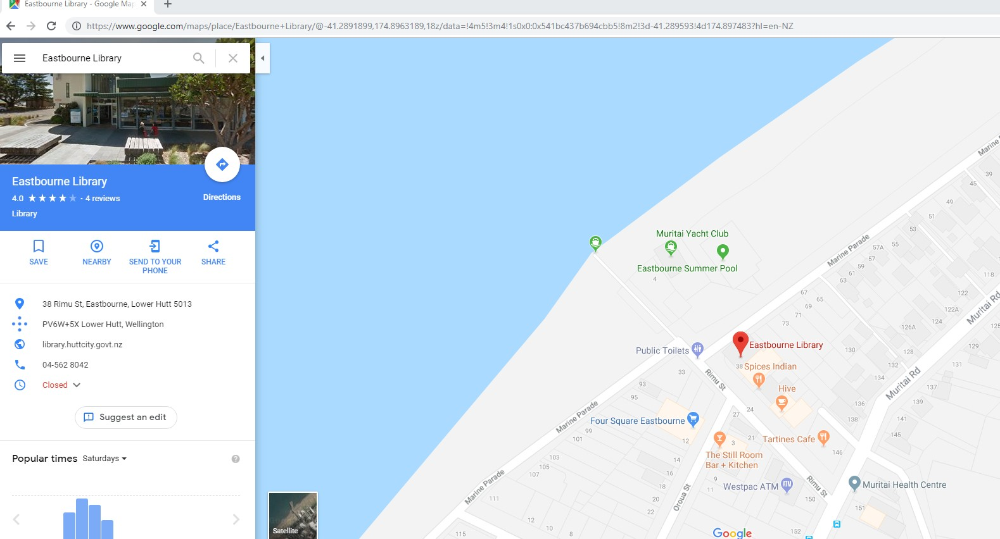 Eastbourne Library - Google Map
https://www.google.com/maps/place/Eastbourne+Library/@-41.2891899,174.8963189,18z/data=!4m5!3m4!1s0x0:0x541bc437b694cbb5!8m2!3d-41.289593!4d174.897483?hl=en-NZ
Eastbourne Library
Eastbourne Library
4.0 · 4 reviews
Directions
Library
SAVE
NEARBY
SEND TO YOUR
PHONE
SHARE
38 Rimu St, Eastbourne, Lower Hutt 5013
PV6W+5X Lower Hutt, Wellington
library.huttcity.govt.nz
04-562 8042
Closed
Suggest an edit
Popular times Saturdays
Satellite
Marine
39
45
49
51
53
55
57A
57
59
61
63
65
67
69
71
73
Marine Parade
Muritai Yacht Club
Eastbourne Summer Pool
4
118
122
122A
124
125
126A
129
130
131
132
134
136
137
138
139
141
145
146
Muritai Rd
Muritai Rd
Public Toilets
Eastbourne Library
38
Spices Indian
Hive
33
93
95
99
101
103
105
107
111
115
Rimu St
Marine Parade
Four Square Eastbourne
27
24
21
3
12
Tartines Cafe
The Still Room
Bar + Kitchen
9
11
10
16
18
20
22
Westpac ATM
Rimu St
Muritai Health Centre
Oroua St
Marine Parade
150
151
152
12
10
8
Google